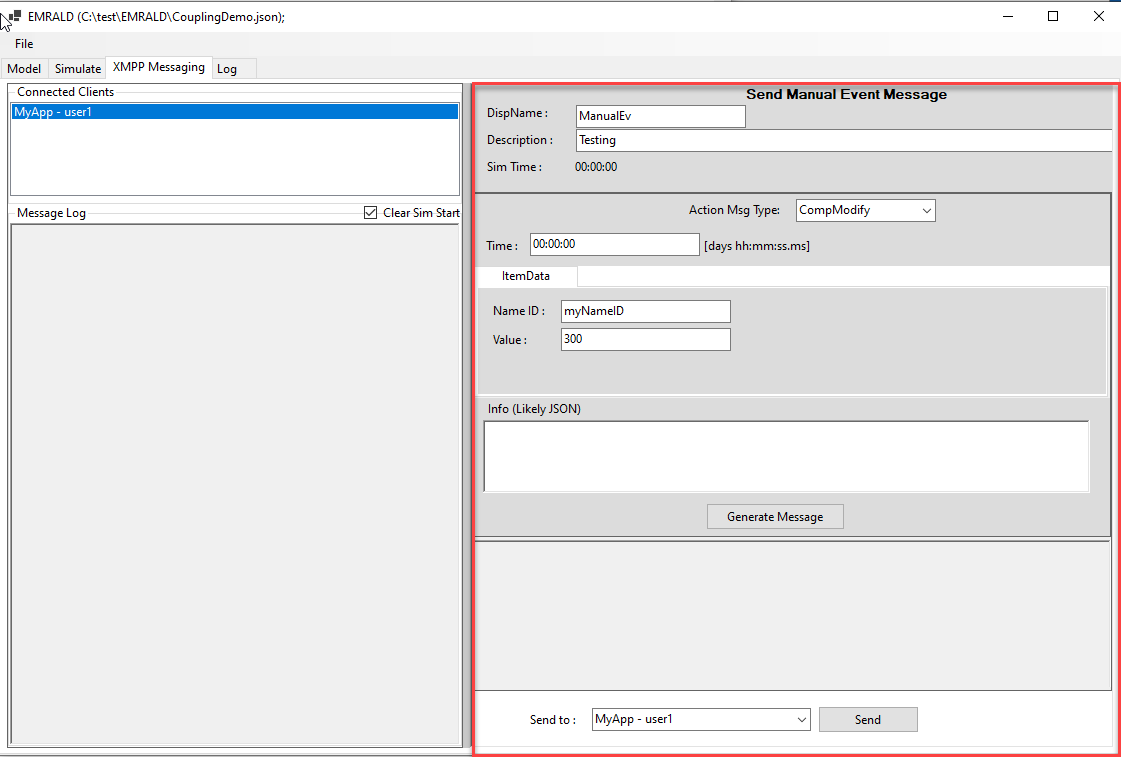 EMRALD (C:\test\EMRALD\CouplingDemo.json);
File
Model Simulate XMPP Messaging Log
Connected Clients
MyApp - user1
Message Log Clear Sim Start
Send Manual Event Message
DispName : ManualEv
Description : Testing
Sim Time : 00:00:00
Action Msg Type: CompModify
Time : 00:00:00 [days hh:mm:ss.ms]
ItemData
Name ID : myNameID
Value : 300
Info (Likely JSON)
Generate Message
Send to : MyApp - user1 Send